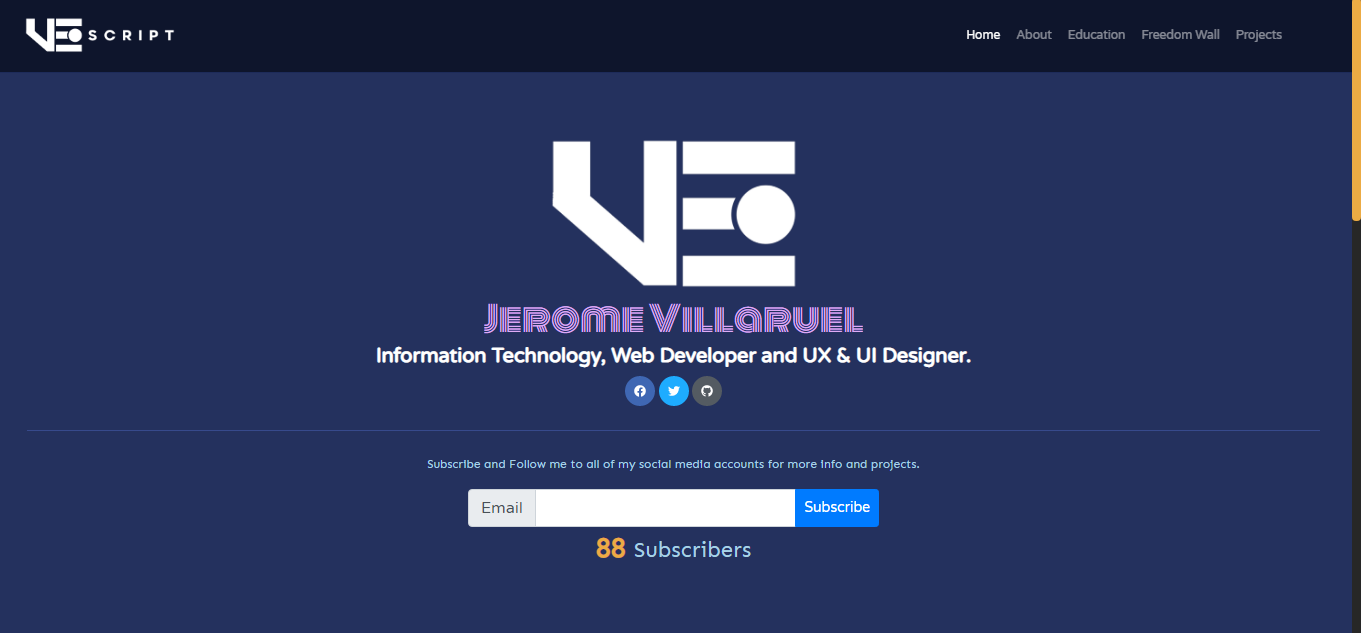 VEO SCRIPT
Home About Education Freedom Wall Projects
VEO
Jerome Villaruel
Information Technology, Web Developer and UX & UI Designer.
Subscribe and Follow me to all of my social media accounts for more info and projects.
Email Subscribe
88 Subscribers